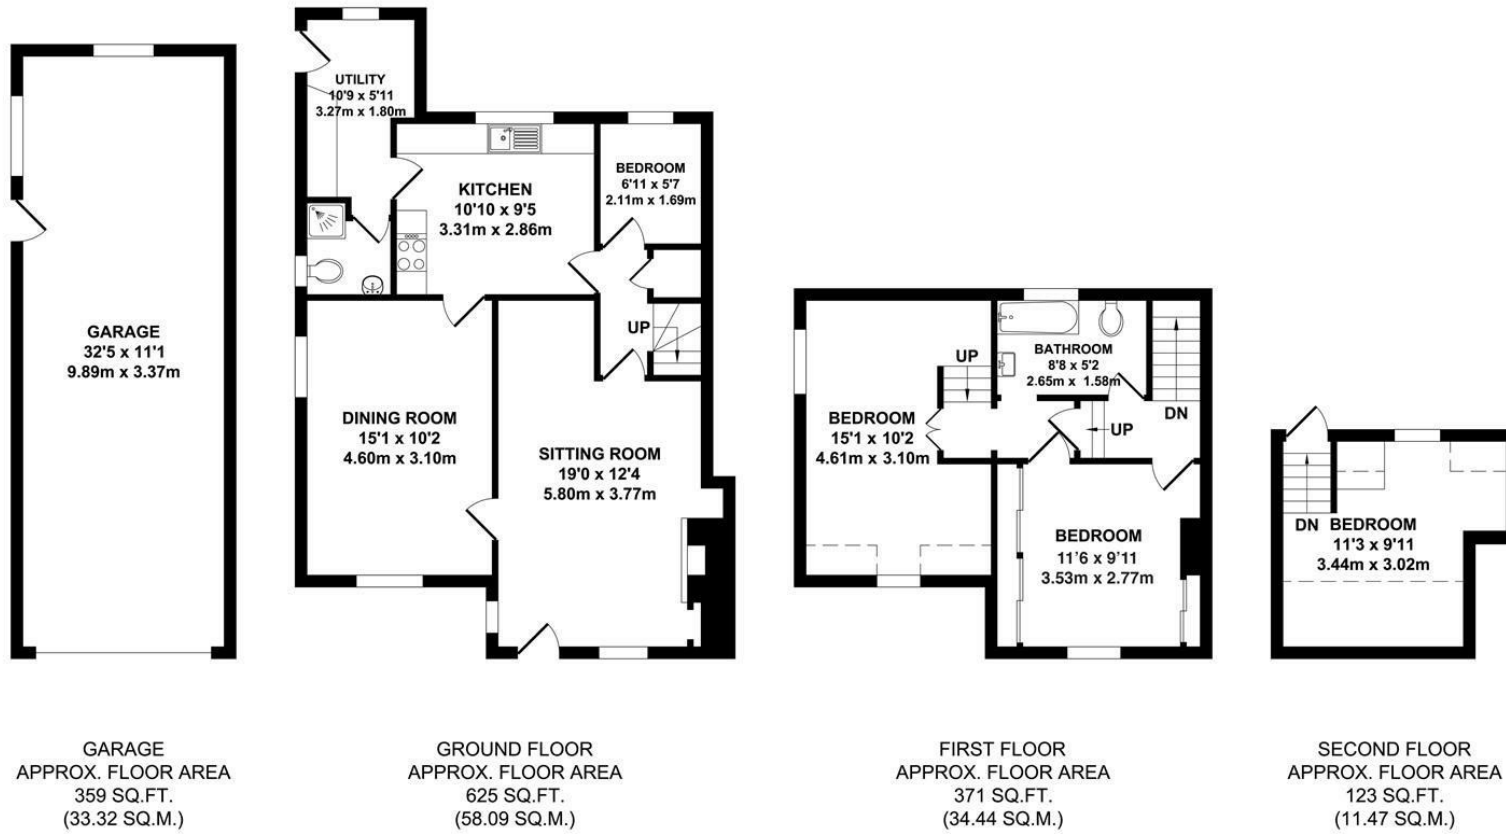 UTILITY
10'9 x 5'11
3.27m x 1.80m
KITCHEN
10'10 x 9'5
3.31m x 2.86m
BEDROOM
6'11 x 5'7
2.11m x 1.69m
GARAGE
32'5 x 11'1
9.89m x 3.37m
UP
DINING ROOM
15'1 x 10'2
4.60m x 3.10m
SITTING ROOM
19'0 x 12'4
5.80m x 3.77m
UP
BATHROOM
8'8 x 5'2
2.65m x 1.58m
BEDROOM
15'1 x 10'2
4.61m x 3.10m
UP
DN
BEDROOM
11'6 x 9'11
3.53m x 2.77m
DN
BEDROOM
11'3 x 9'11
3.44m x 3.02m
GARAGE
APPROX. FLOOR AREA
359 SQ.FT.
(33.32 SQ.M.)
GROUND FLOOR
APPROX. FLOOR AREA
625 SQ.FT.
(58.09 SQ.M.)
FIRST FLOOR
APPROX. FLOOR AREA
371 SQ.FT.
(34.44 SQ.M.)
SECOND FLOOR
APPROX. FLOOR AREA
123 SQ.FT.
(11.47 SQ.M.)